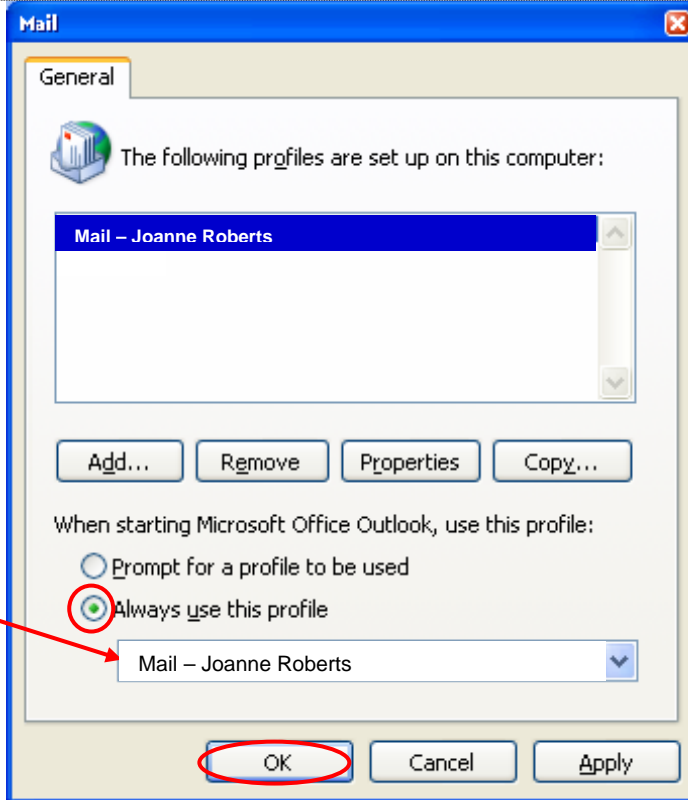 Mail
General
The following profiles are set up on this computer:
Mail – Joanne Roberts
Add... Remove Properties Copy...
When starting Microsoft Office Outlook, use this profile:
Prompt for a profile to be used
Always use this profile
Mail – Joanne Roberts
OK Cancel Apply